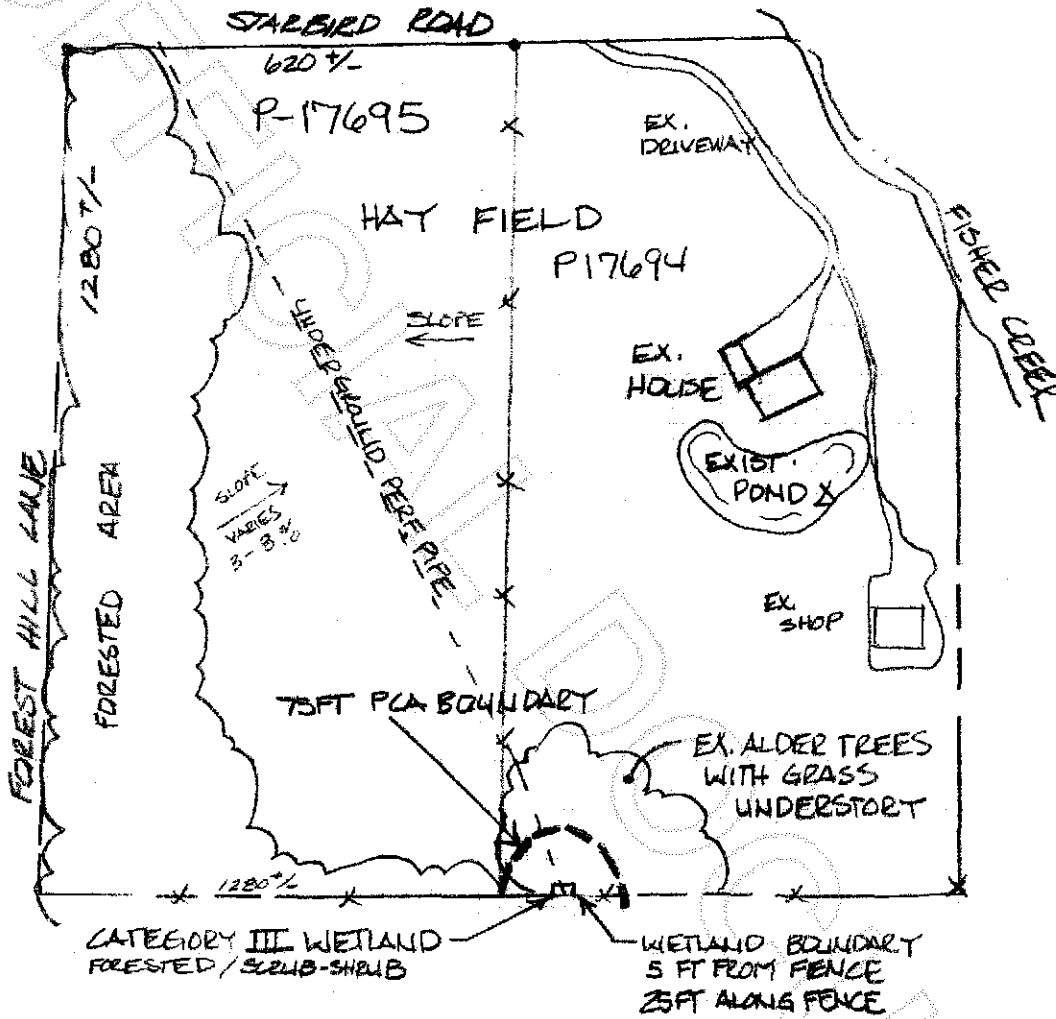 STARBIRD ROAD
620 +/-
P-17695
EX.
DRIVEWAY
1280 +/-
HAY FIELD
P17694
FISHER CREEK
SLOPE
UNDERGROUND PERF PIPE
EX.
HOUSE
EXIST.
POND
SLOPE
VARIES
3-8%
FOREST HILL LANE
FORESTED AREA
EX.
SHOP
75FT PCA BOUNDARY
EX. ALDER TREES
WITH GRASS
UNDERSTORY
1280 +/-
CATEGORY III WETLAND
FORESTED / SCRUB-SHRUB
WETLAND BOUNDARY
5 FT FROM FENCE
25FT ALONG FENCE